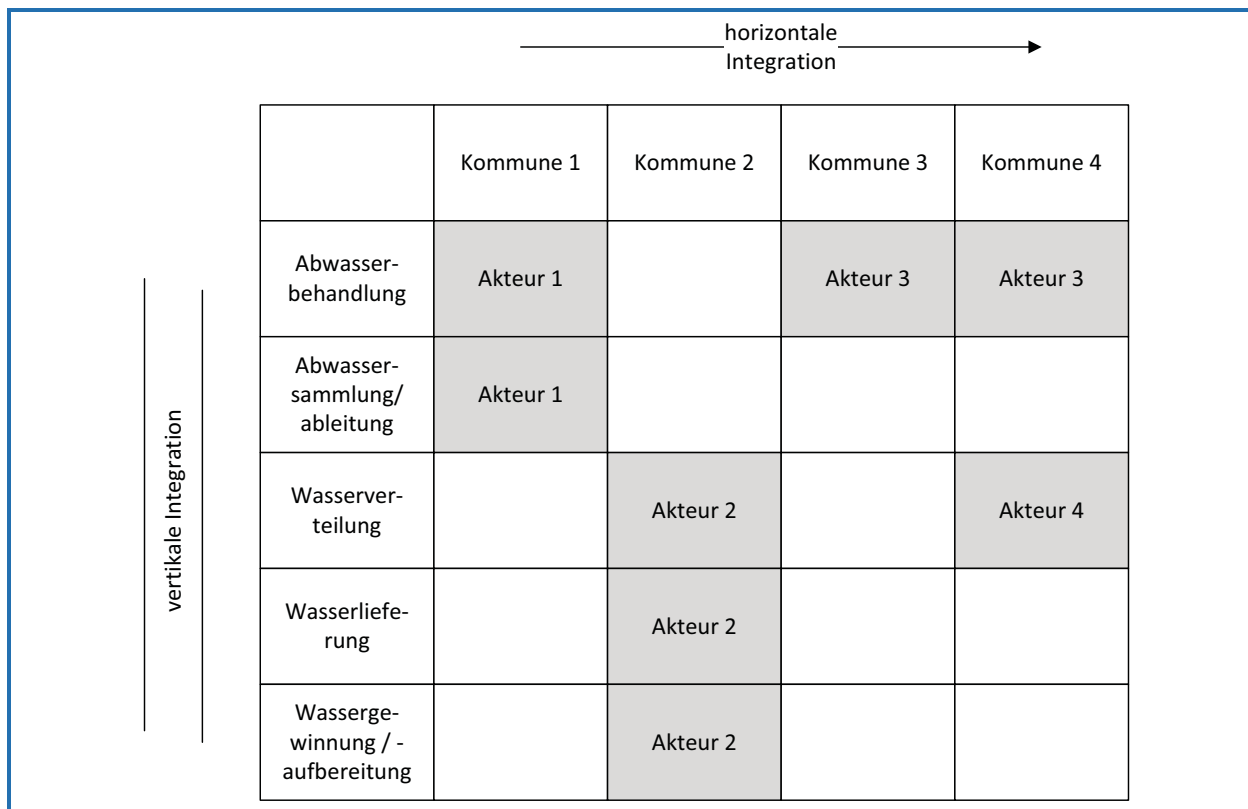 horizontale
Integration
Kommune 1 Kommune 2 Kommune 3 Kommune 4
Abwasser-
behandlung
Akteur 1 Akteur 3 Akteur 3
Abwasser-
sammlung/
ableitung
Akteur 1
vertikale Integration
Wasserver-
teilung
Akteur 2 Akteur 4
Wasserliefe-
rung
Akteur 2
Wasserge-
winnung / -
aufbereitung
Akteur 2